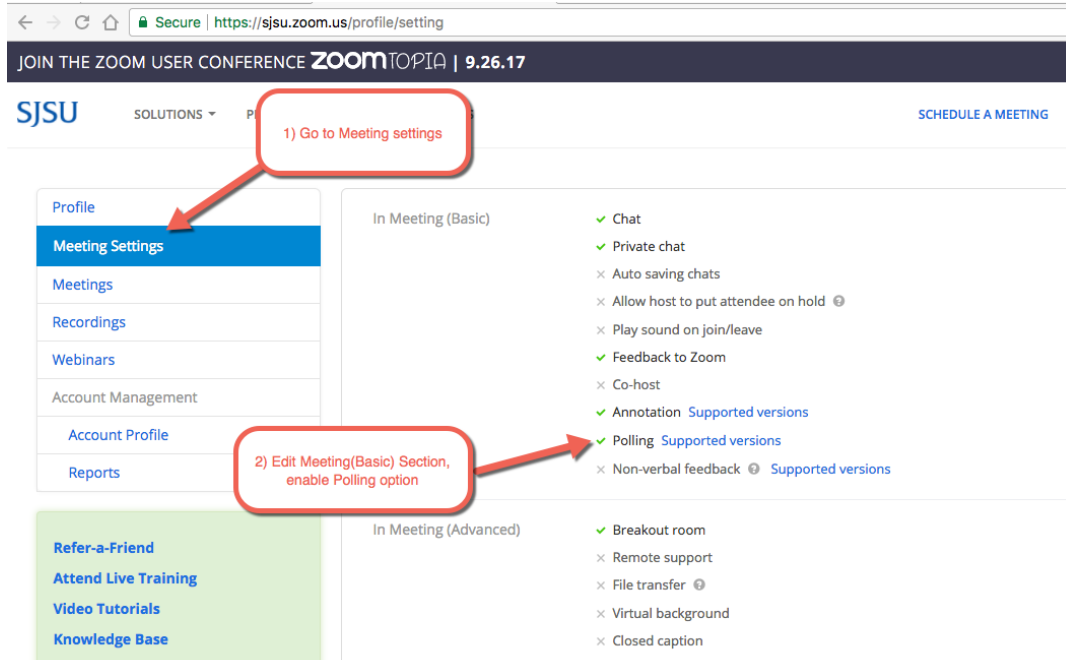 Secure | https://sjsu.zoom.us/profile/setting
JOIN THE ZOOM USER CONFERENCE ZOOMTOPIA | 9.26.17
SJSU SOLUTIONS SCHEDULE A MEETING
1) Go to Meeting settings
Profile
Meeting Settings
Meetings
Recordings
Webinars
Account Management
Account Profile
Reports
In Meeting (Basic)
Chat
Private chat
Auto saving chats
Allow host to put attendee on hold
Play sound on join/leave
Feedback to Zoom
Co-host
Annotation Supported versions
Polling Supported versions
Non-verbal feedback Supported versions
2) Edit Meeting(Basic) Section,
enable Polling option
In Meeting (Advanced)
Breakout room
Remote support
File transfer
Virtual background
Closed caption
Refer-a-Friend
Attend Live Training
Video Tutorials
Knowledge Base